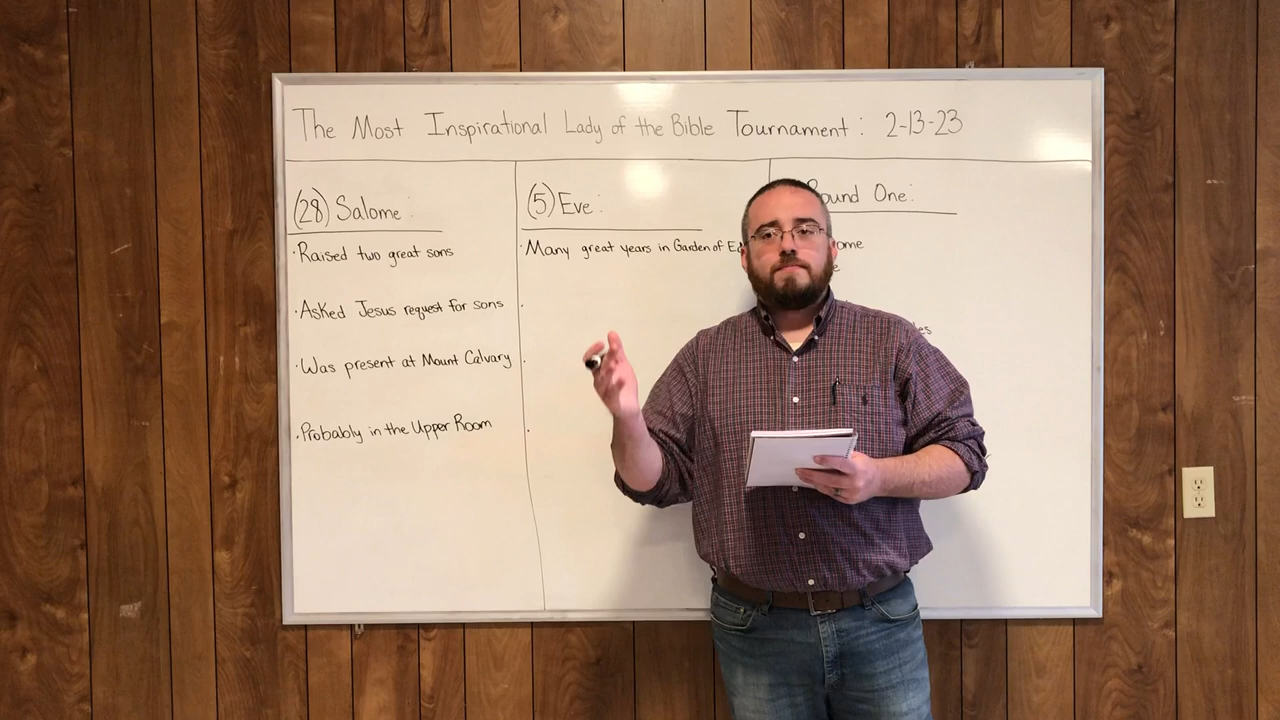 The Most Inspirational Lady of the Bible Tournament: 2-13-23
(28) Salome:
· Raised two great sons
· Asked Jesus request for sons
· Was present at Mount Calvary
· Probably in the Upper Room
(5) Eve:
· Many great years in Garden of
One: